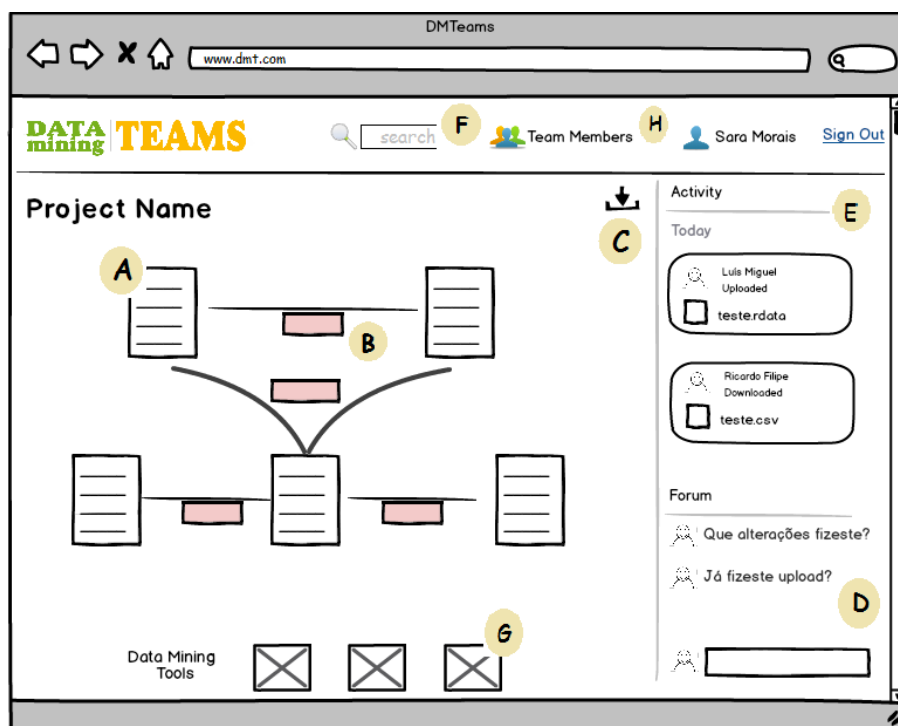 DMTeams
www.dmt.com
DATA mining TEAMS
search
F
Team Members
H
Sara Morais
Sign Out
Project Name
C
A
B
Activity
E
Today
Luís Miguel
Uploaded
teste.rdata
Ricardo Filipe
Downloaded
teste.csv
Forum
Que alterações fizeste?
Já fizeste upload?
D
Data Mining
Tools
G